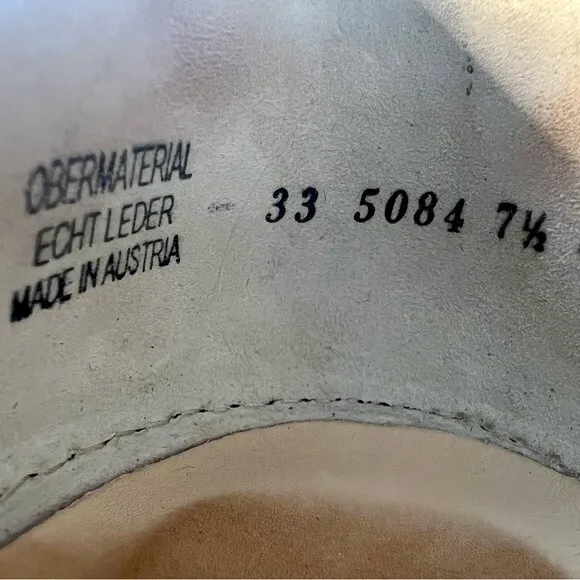 OBERMATERIAL
ECHT LEDER
MADE IN AUSTRIA
33 5084 7½